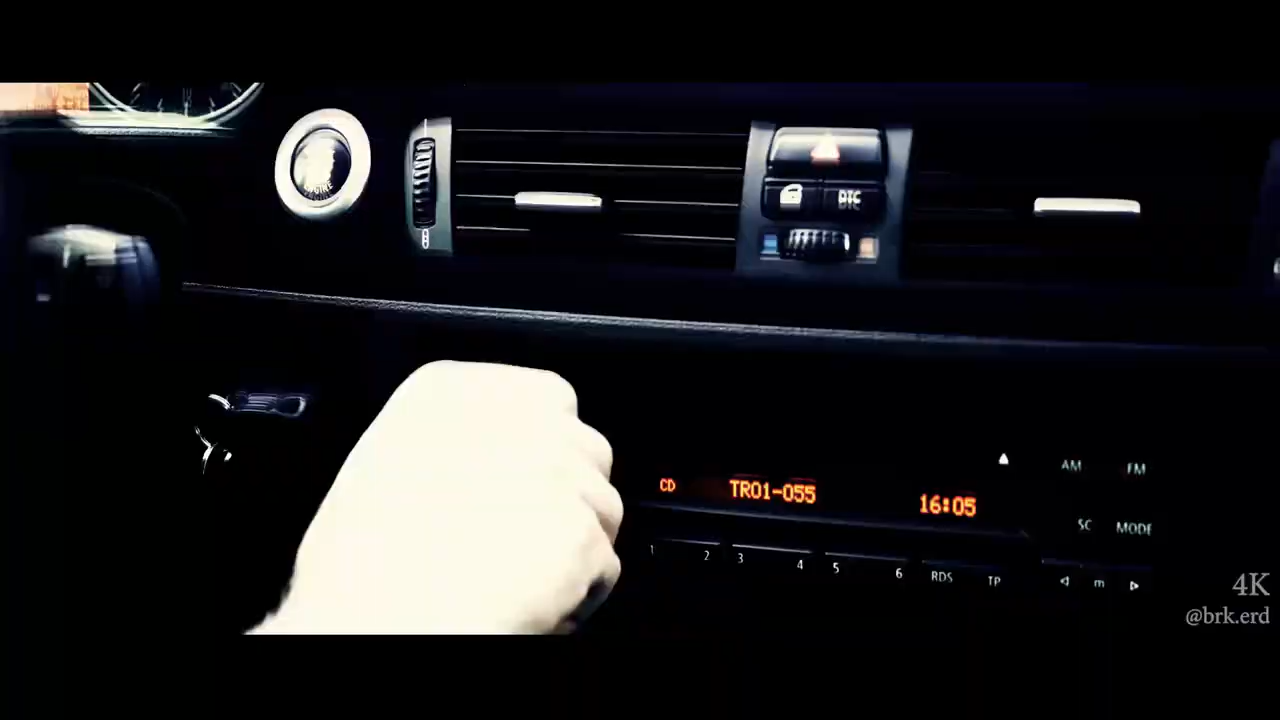 ENGINE
DTC
AM
FM
CD
TR01-055
16:05
SC
MODE
1
2
3
4
5
6
RDS
TP
m
4K
@brk.erd